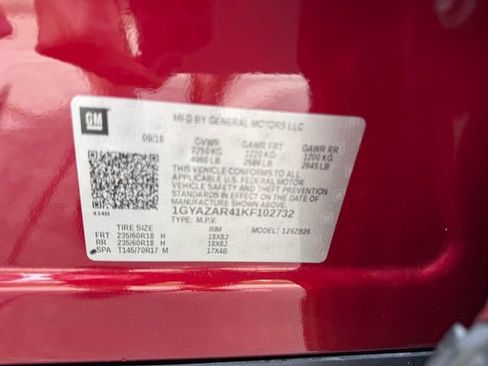 GM
MFD BY GENERAL MOTORS LLC
09/18 GVWR GAWR FRT GAWR RR
2250 KG 1220 KG 1200 KG
4960 LB 2689 LB 2645 LB
THIS VEHICLE CONFORMS TO ALL APPLICABLE
U.S. FEDERAL MOTOR VEHICLE SAFETY, BUMPER,
AND THEFT PREVENTION STANDARDS IN EFFECT
ON THE DATE OF MANUFACTURE SHOWN ABOVE.
1GYAZAR41KF102732
434B TYPE: M.P.V. MODEL: 126ZB26
TIRE SIZE RIM
FRT 235/60R18 H 18X8J
RR 235/60R18 H 18X8J
SPA T145/70R17 M 17X4B